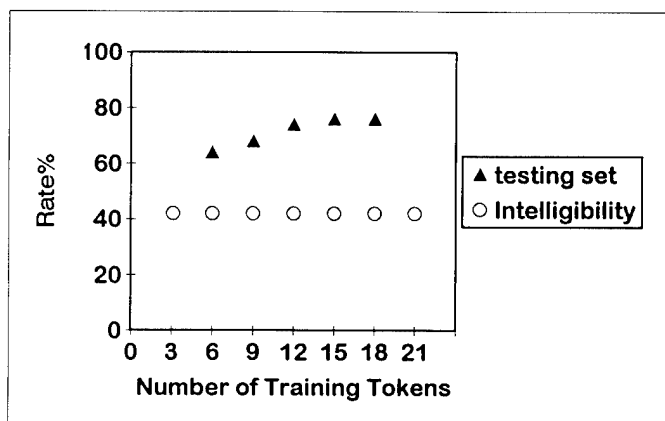 100
80
60
40
20
0
Rate%
0 3 6 9 12 15 18 21
Number of Training Tokens
testing set
Intelligibility